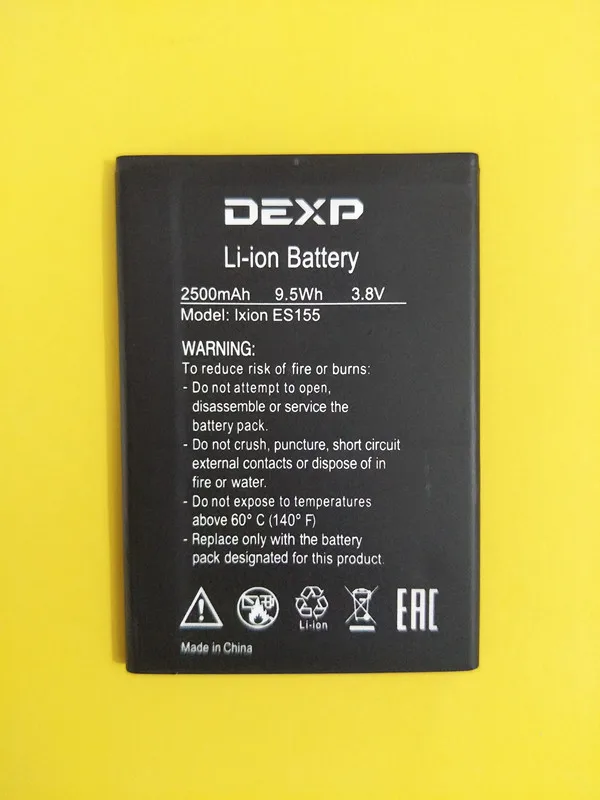 DEXP
Li-ion Battery
2500mAh 9.5Wh 3.8V
Model: Ixion ES155
WARNING:
To reduce risk of fire or burns:
- Do not attempt to open,
disassemble or service the
battery pack.
- Do not crush, puncture, short circuit
external contacts or dispose of in
fire or water.
- Do not expose to temperatures
above 60° C (140° F)
- Replace only with the battery
pack designated for this product.
Li-ion
EAC
Made in China